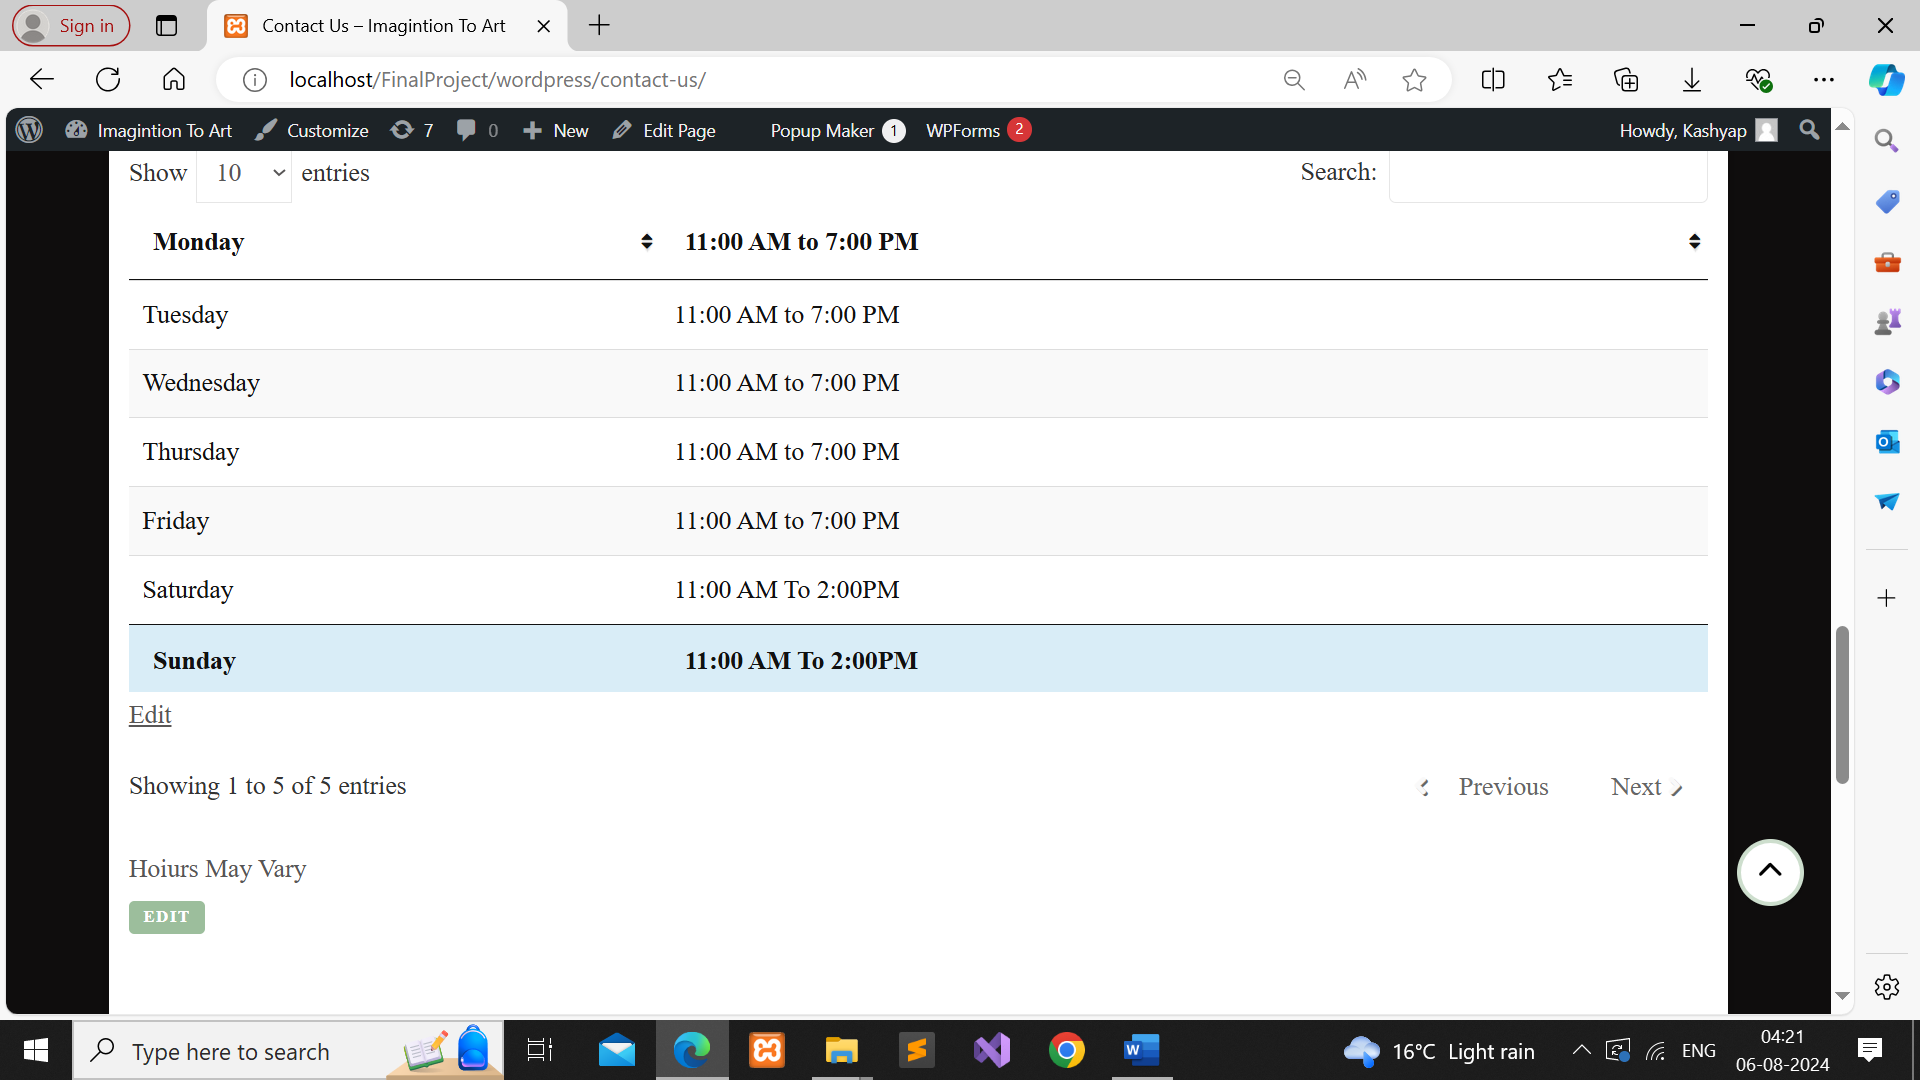 Sign in
Contact Us – Imagintion To Art
localhost/FinalProject/wordpress/contact-us/
Imagintion To Art Customize 7 0 New Edit Page Popup Maker 1 WPForms 2 Howdy, Kashyap
Show 10 entries Search:
Monday 11:00 AM to 7:00 PM
Tuesday 11:00 AM to 7:00 PM
Wednesday 11:00 AM to 7:00 PM
Thursday 11:00 AM to 7:00 PM
Friday 11:00 AM to 7:00 PM
Saturday 11:00 AM To 2:00PM
Sunday 11:00 AM To 2:00PM
Edit
Showing 1 to 5 of 5 entries Previous Next
Hoiurs May Vary
EDIT
Type here to search 16°C Light rain ENG 04:21
06-08-2024